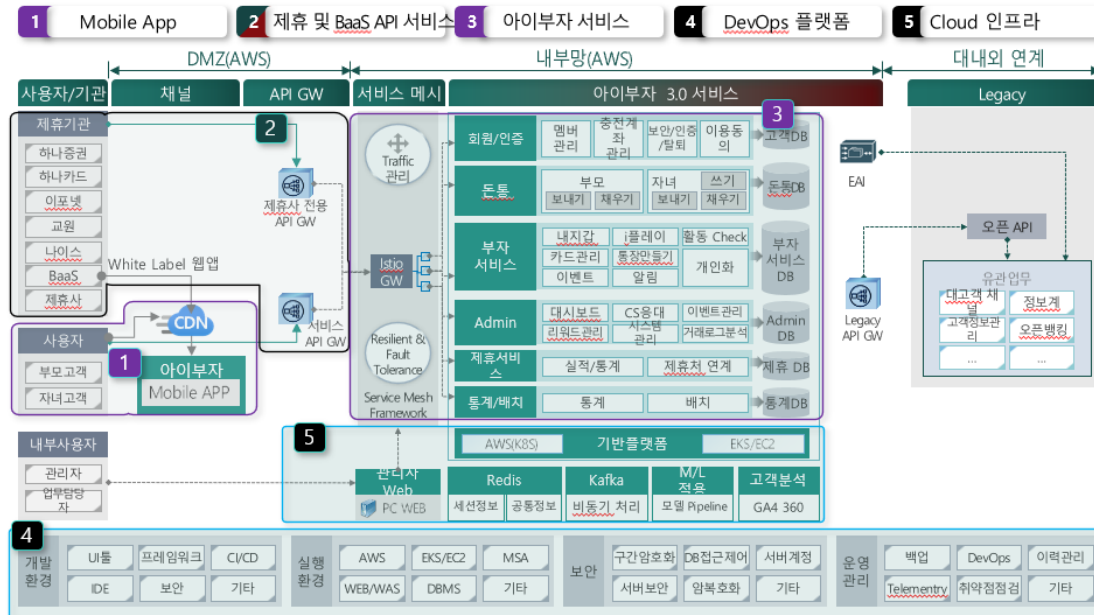 1 Mobile App
2 제휴 및 BaaS API 서비스
3 아이부자 서비스
4 DevOps 플랫폼
5 Cloud 인프라
DMZ(AWS)
내부망(AWS)
대내외 연계
사용자/기관
채널
API GW
서비스 메시
아이부자 3.0 서비스
Legacy
제휴기관
하나증권
하나카드
이포넷
교원
나이스
BaaS
제휴사
2
제휴사 전용
API GW
White Label 웹앱
CDN
서비스
API GW
사용자
부모고객
자녀고객
1
아이부자
Mobile APP
내부사용자
관리자
업무담당
자
Traffic
관리
Istio
GW
Resilient &
Fault
Tolerance
Service Mesh
Framework
3
회원/인증
멤버
관리
충전계
좌
관리
보안/인증
/탈퇴
이용동
의
고객DB
돈통
부모
보내기
채우기
자녀
쓰기
보내기
채우기
돈통DB
부자
서비스
내지갑
i플레이
활동 Check
카드관리
통장만들기
개인화
이벤트
알림
부자
서비스
DB
Admin
대시보드
CS응대
이벤트관리
리워드관리
시스템
관리
거래로그분석
Admin
DB
제휴서비
스
실적/통계
제휴처 연계
제휴 DB
통계/배치
통계
배치
통계DB
EAI
Legacy
API GW
오픈 API
유관업무
대고객 채
널
정보계
고객정보관
리
오픈뱅킹
...
...
5
AWS(K8S)
기반플랫폼
EKS/EC2
관리자
Web
PC WEB
Redis
세션정보
공통정보
Kafka
비동기 처리
M/L
적용
모델 Pipeline
고객분석
GA4 360
4
개발
환경
UI툴
프레임워크
CI/CD
IDE
보안
기타
실행
환경
AWS
EKS/EC2
MSA
WEB/WAS
DBMS
기타
보안
구간암호화
DB접근제어
서버계정
서버보안
암복호화
기타
운영
관리
백업
DevOps
이력관리
Telementry
취약점점검
기타